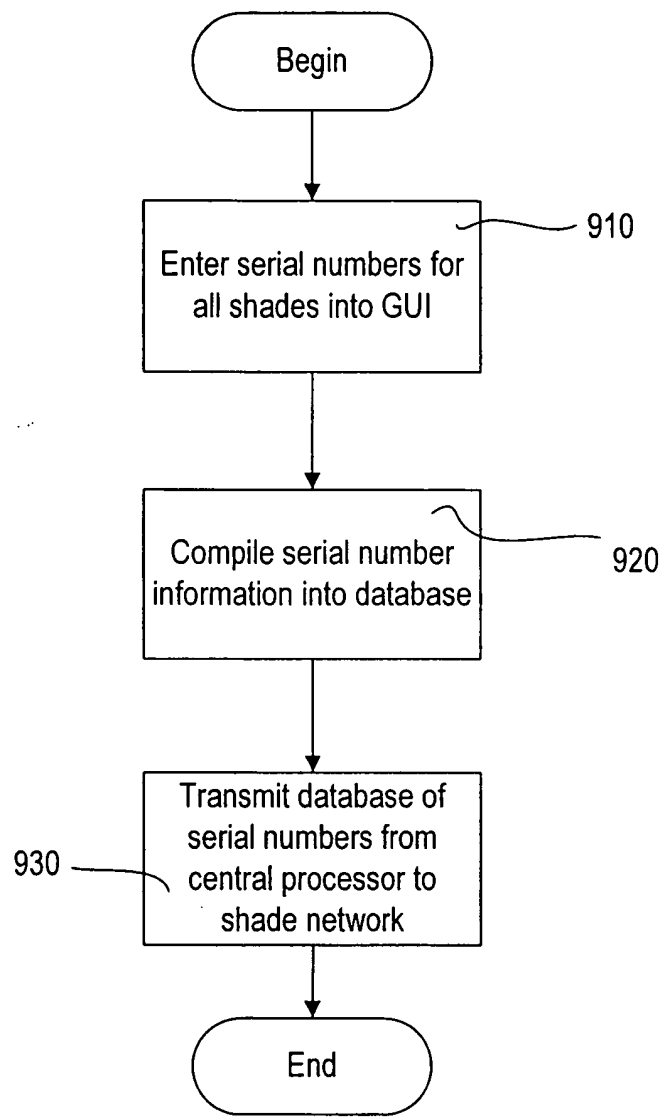 Begin
910
Enter serial numbers for
all shades into GUI
Compile serial number
information into database
920
Transmit database of
serial numbers from
central processor to
shade network
930
End